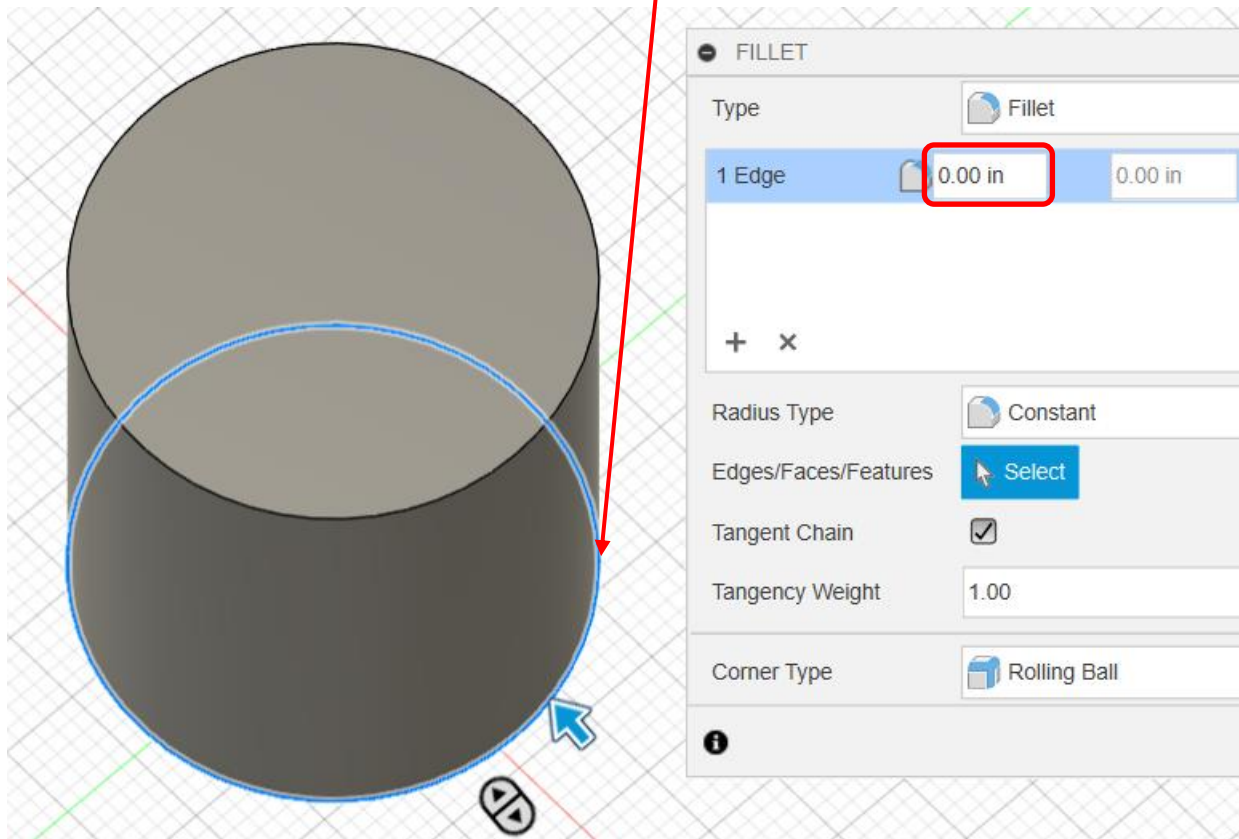 FILLET
Type Fillet
1 Edge 0.00 in 0.00 in
Radius Type Constant
Edges/Faces/Features Select
Tangent Chain
Tangency Weight 1.00
Corner Type Rolling Ball